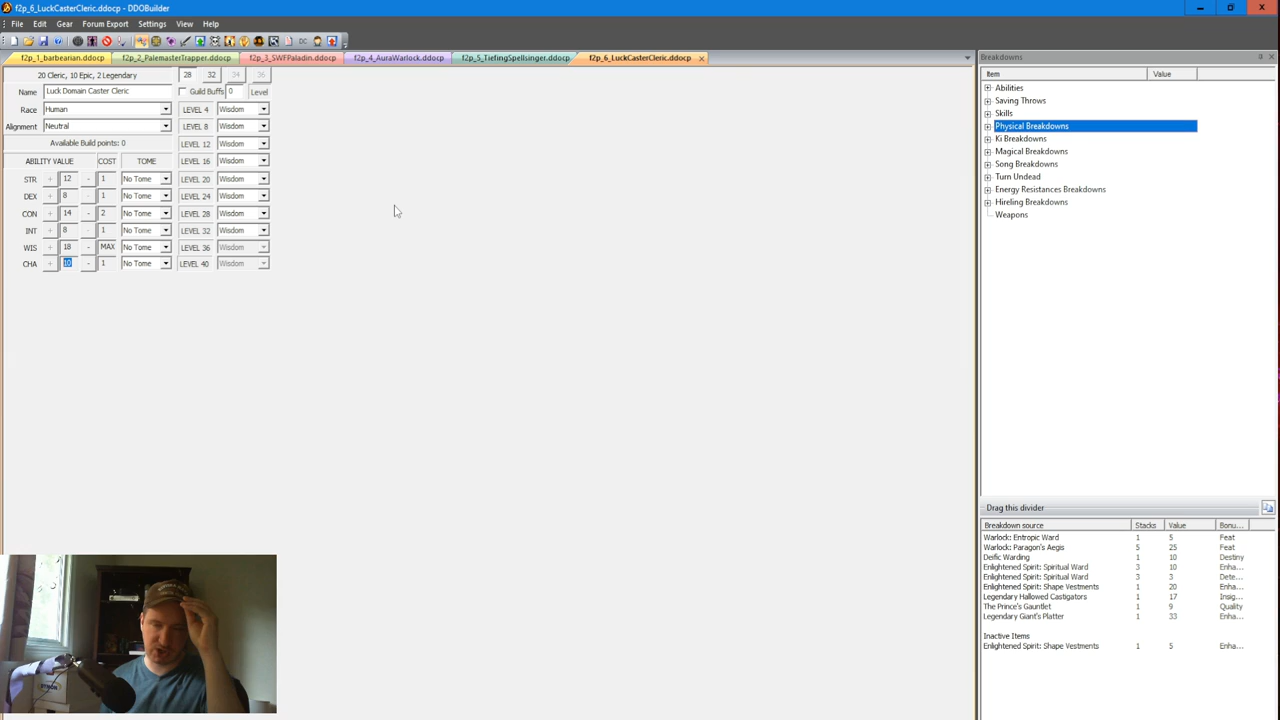 f2p_6_LuckCasterCleric.ddocp - DDOBuilder
File Edit Gear Forum Export Settings View Help
f2p_1_barbearian.ddocp f2p_2_PalemasterTrapper.ddocp f2p_3_SWFPaladin.ddocp f2p_4_AuraWarlock.ddocp f2p_5_TieflingSpellsinger.ddocp f2p_6_LuckCasterCleric.ddocp x
20 Cleric, 10 Epic, 2 Legendary 28 32 34 36
Name Luck Domain Caster Cleric Guild Buffs 0 Level
Race Human LEVEL 4 Wisdom
Alignment Neutral LEVEL 8 Wisdom
Available Build points: 0 LEVEL 12 Wisdom
ABILITY VALUE COST TOME LEVEL 16 Wisdom
STR + 12 - 1 No Tome LEVEL 20 Wisdom
DEX + 8 - 1 No Tome LEVEL 24 Wisdom
CON + 14 - 2 No Tome LEVEL 28 Wisdom
INT + 8 - 1 No Tome LEVEL 32 Wisdom
WIS + 18 - MAX No Tome LEVEL 36 Wisdom
CHA + 10 - 1 No Tome LEVEL 40 Wisdom
Breakdowns
Item Value
Abilities
Saving Throws
Skills
Physical Breakdowns
Ki Breakdowns
Magical Breakdowns
Song Breakdowns
Turn Undead
Energy Resistances Breakdowns
Hireling Breakdowns
Weapons
Drag this divider
Breakdown source Stacks Value Bonu...
Warlock: Entropic Ward 1 5 Feat
Warlock: Paragon's Aegis 5 25 Feat
Deific Warding 1 10 Destiny
Enlightened Spirit: Spiritual Ward 3 10 Enha...
Enlightened Spirit: Spiritual Ward 3 3 Dete...
Enlightened Spirit: Shape Vestments 1 20 Enha...
Legendary Hallowed Castigators 1 17 Insig...
The Prince's Gauntlet 1 9 Quality
Legendary Giant's Platter 1 33 Enha...
Inactive Items
Enlightened Spirit: Shape Vestments 1 5 Enha...